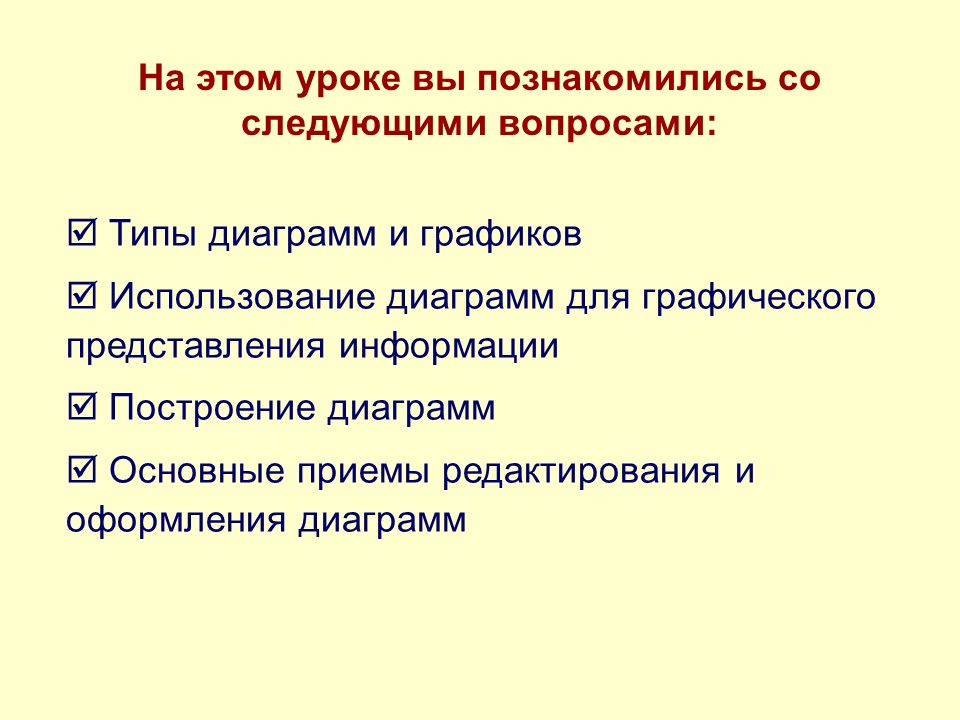 На этом уроке вы познакомились со
следующими вопросами:
☑ Типы диаграмм и графиков
☑ Использование диаграмм для графического
представления информации
☑ Построение диаграмм
☑ Основные приемы редактирования и
оформления диаграмм